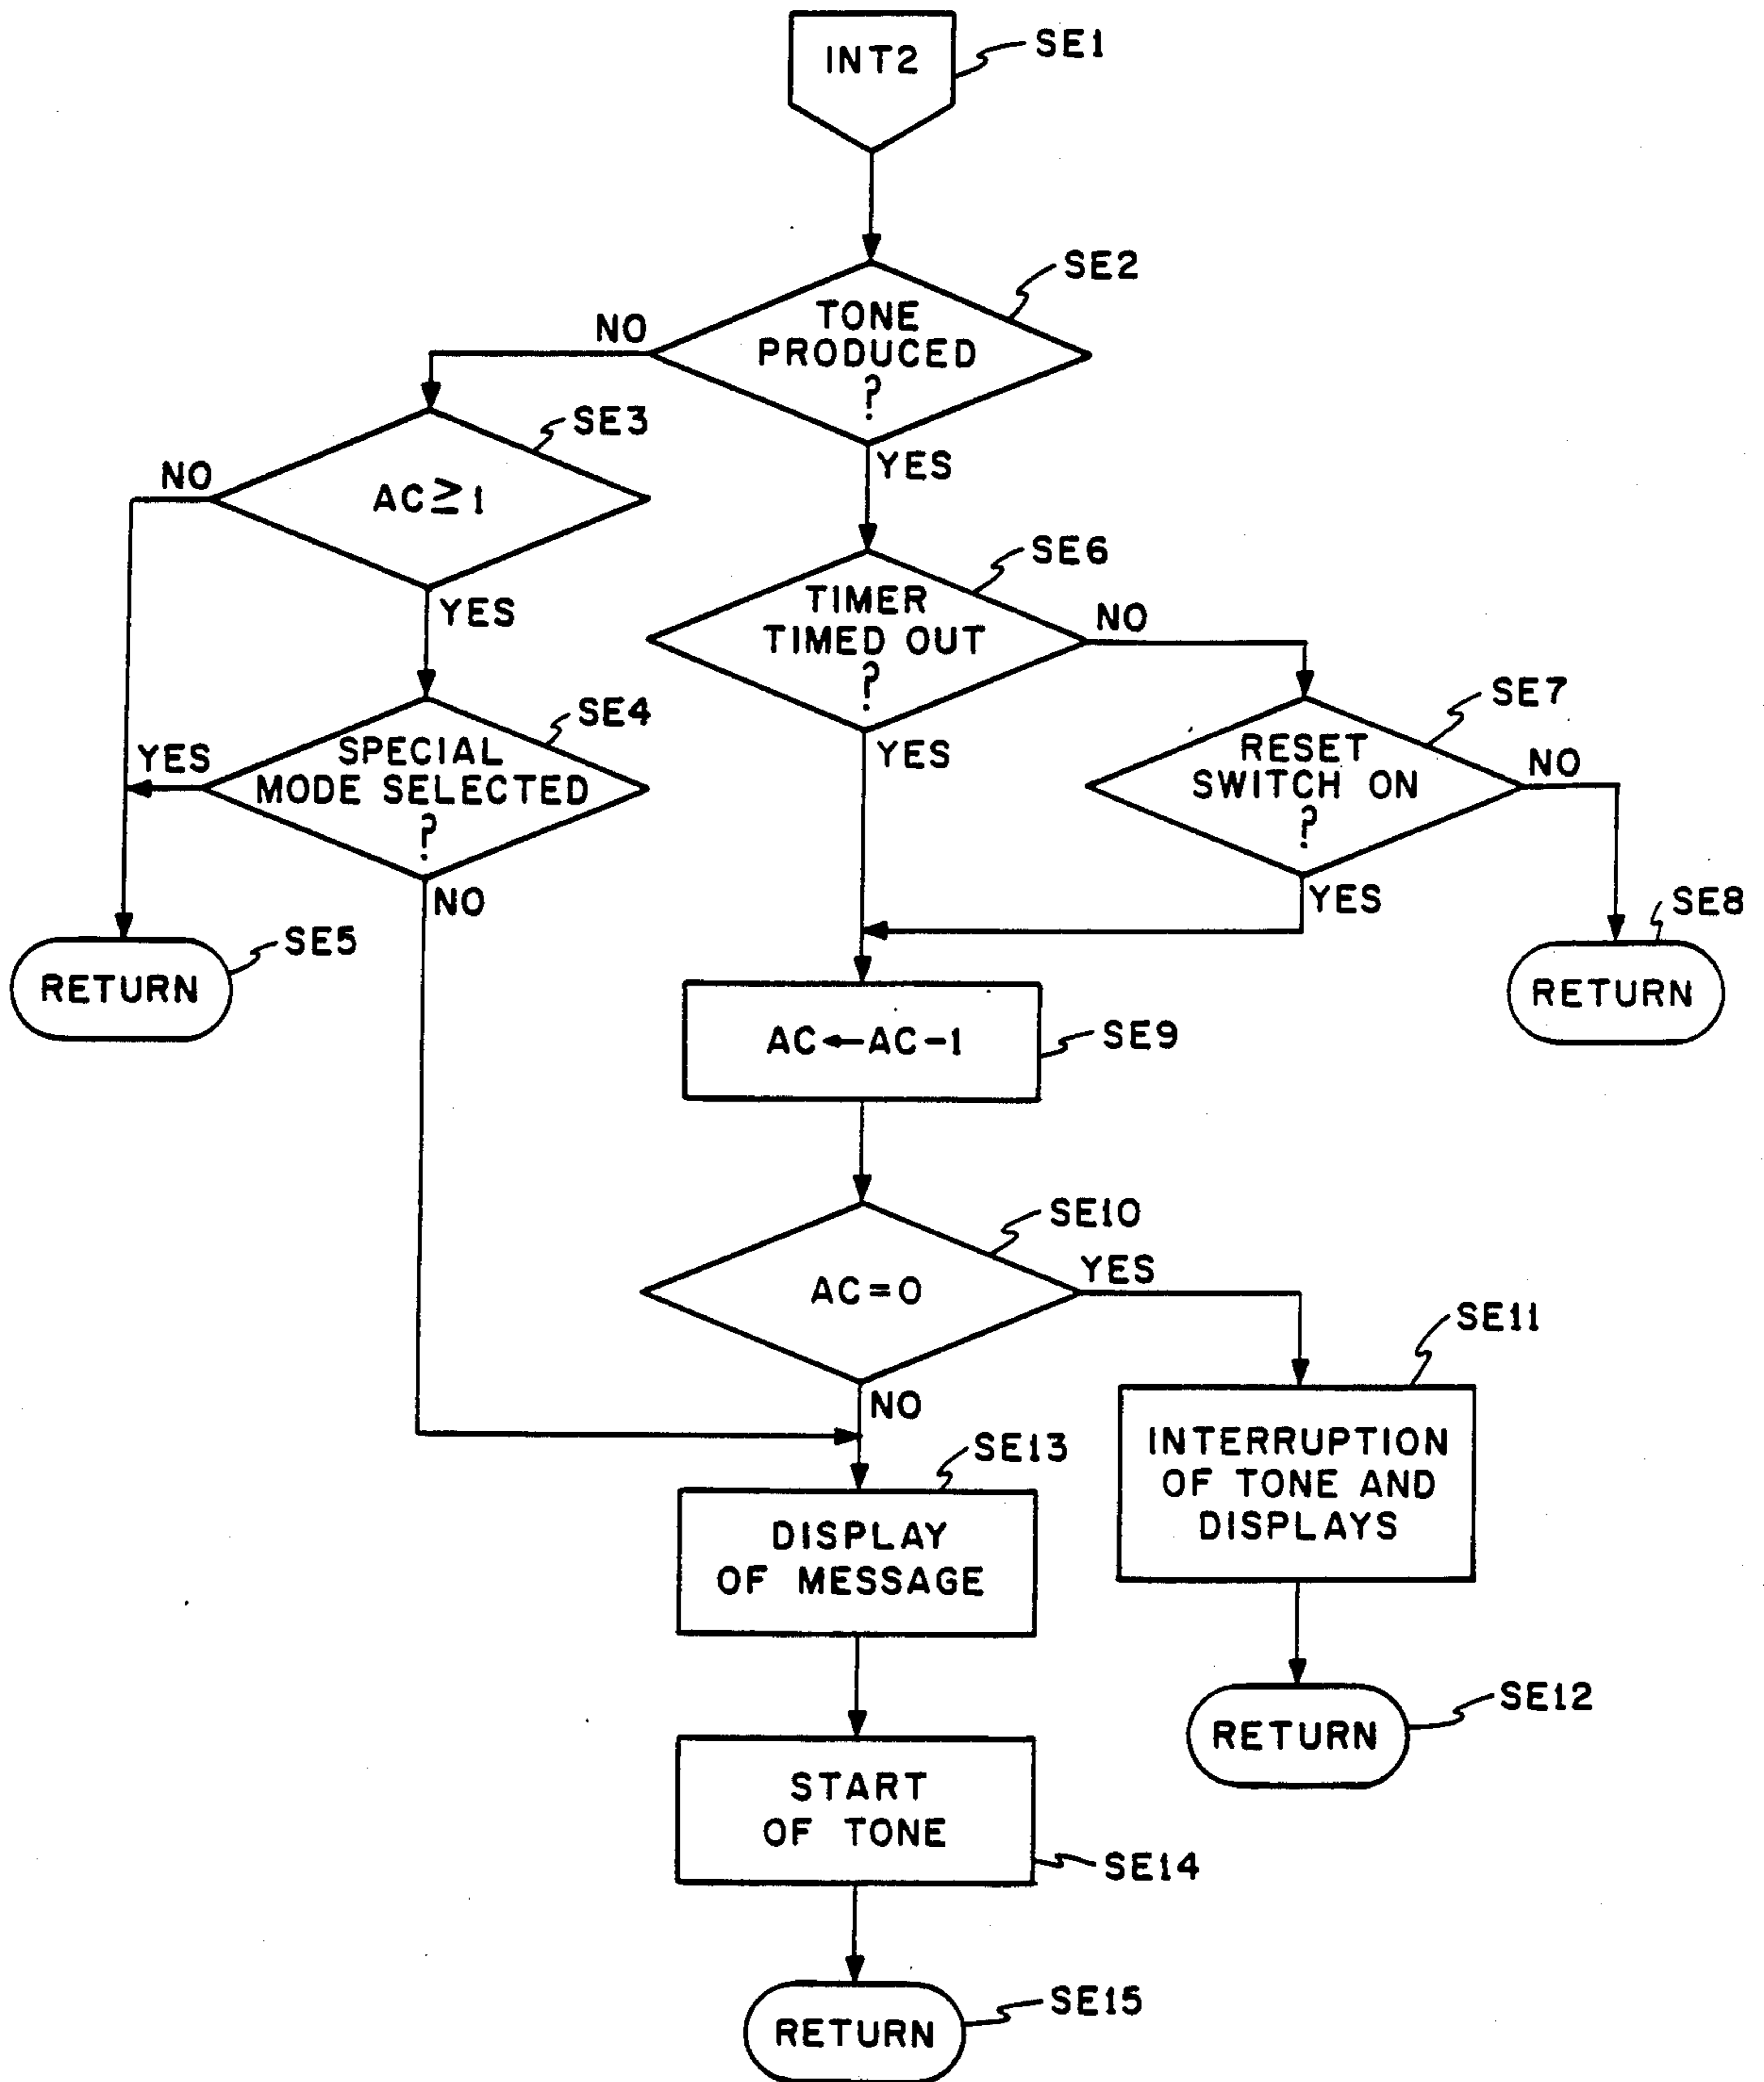 INT2
SE1
SE2
TONE
PRODUCED
?
NO
YES
SE3
AC≥1
NO
YES
SE6
TIMER
TIMED OUT
?
NO
YES
SE4
SPECIAL
MODE SELECTED
?
YES
NO
SE7
RESET
SWITCH ON
?
NO
YES
SE5
RETURN
SE8
RETURN
AC←AC-1
SE9
SE10
AC=0
YES
NO
SE11
INTERRUPTION
OF TONE AND
DISPLAYS
SE13
DISPLAY
OF MESSAGE
SE12
RETURN
START
OF TONE
SE14
SE15
RETURN